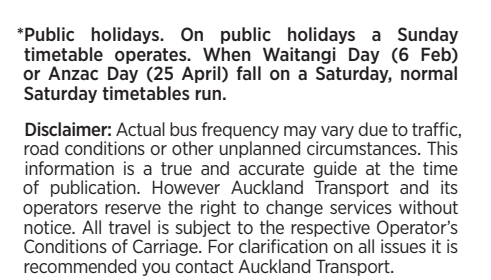 *Public holidays. On public holidays a Sunday
timetable operates. When Waitangi Day (6 Feb)
or Anzac Day (25 April) fall on a Saturday, normal
Saturday timetables run.
Disclaimer: Actual bus frequency may vary due to traffic,
road conditions or other unplanned circumstances. This
information is a true and accurate guide at the time
of publication. However Auckland Transport and its
operators reserve the right to change services without
notice. All travel is subject to the respective Operator's
Conditions of Carriage. For clarification on all issues it is
recommended you contact Auckland Transport.